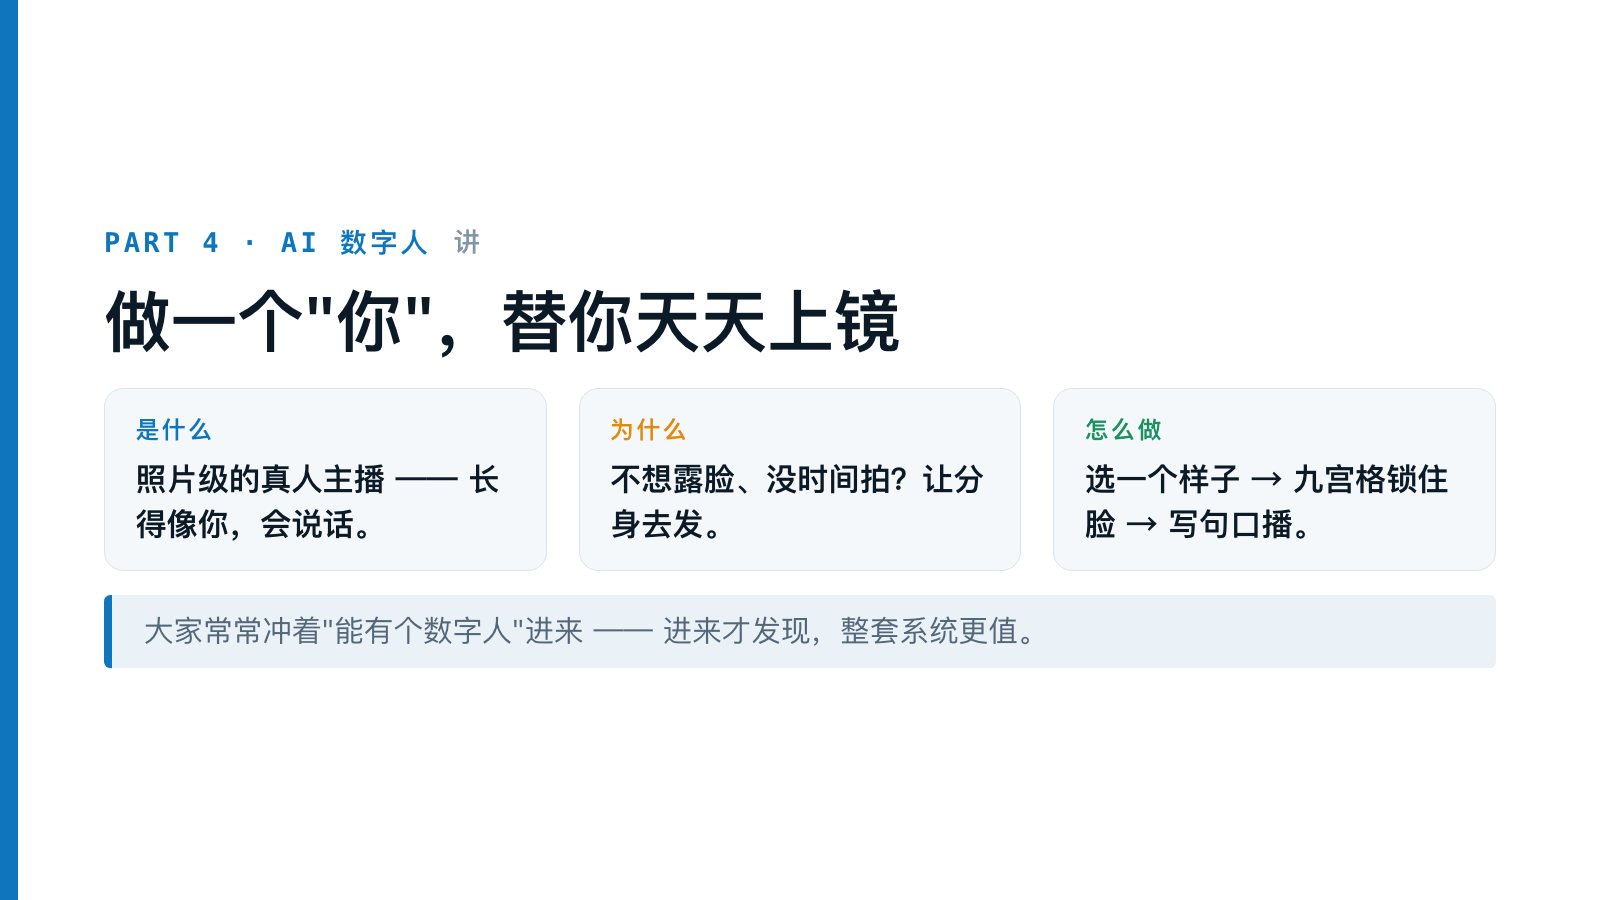 PART 4 · AI 数字人 讲
做一个"你"，替你天天上镜
是什么
照片级的真人主播 —— 长
得像你，会说话。
为什么
不想露脸、没时间拍？让分
身去发。
怎么做
选一个样子 → 九宫格锁住
脸 → 写句口播。
大家常常冲着"能有个数字人"进来 —— 进来才发现，整套系统更值。